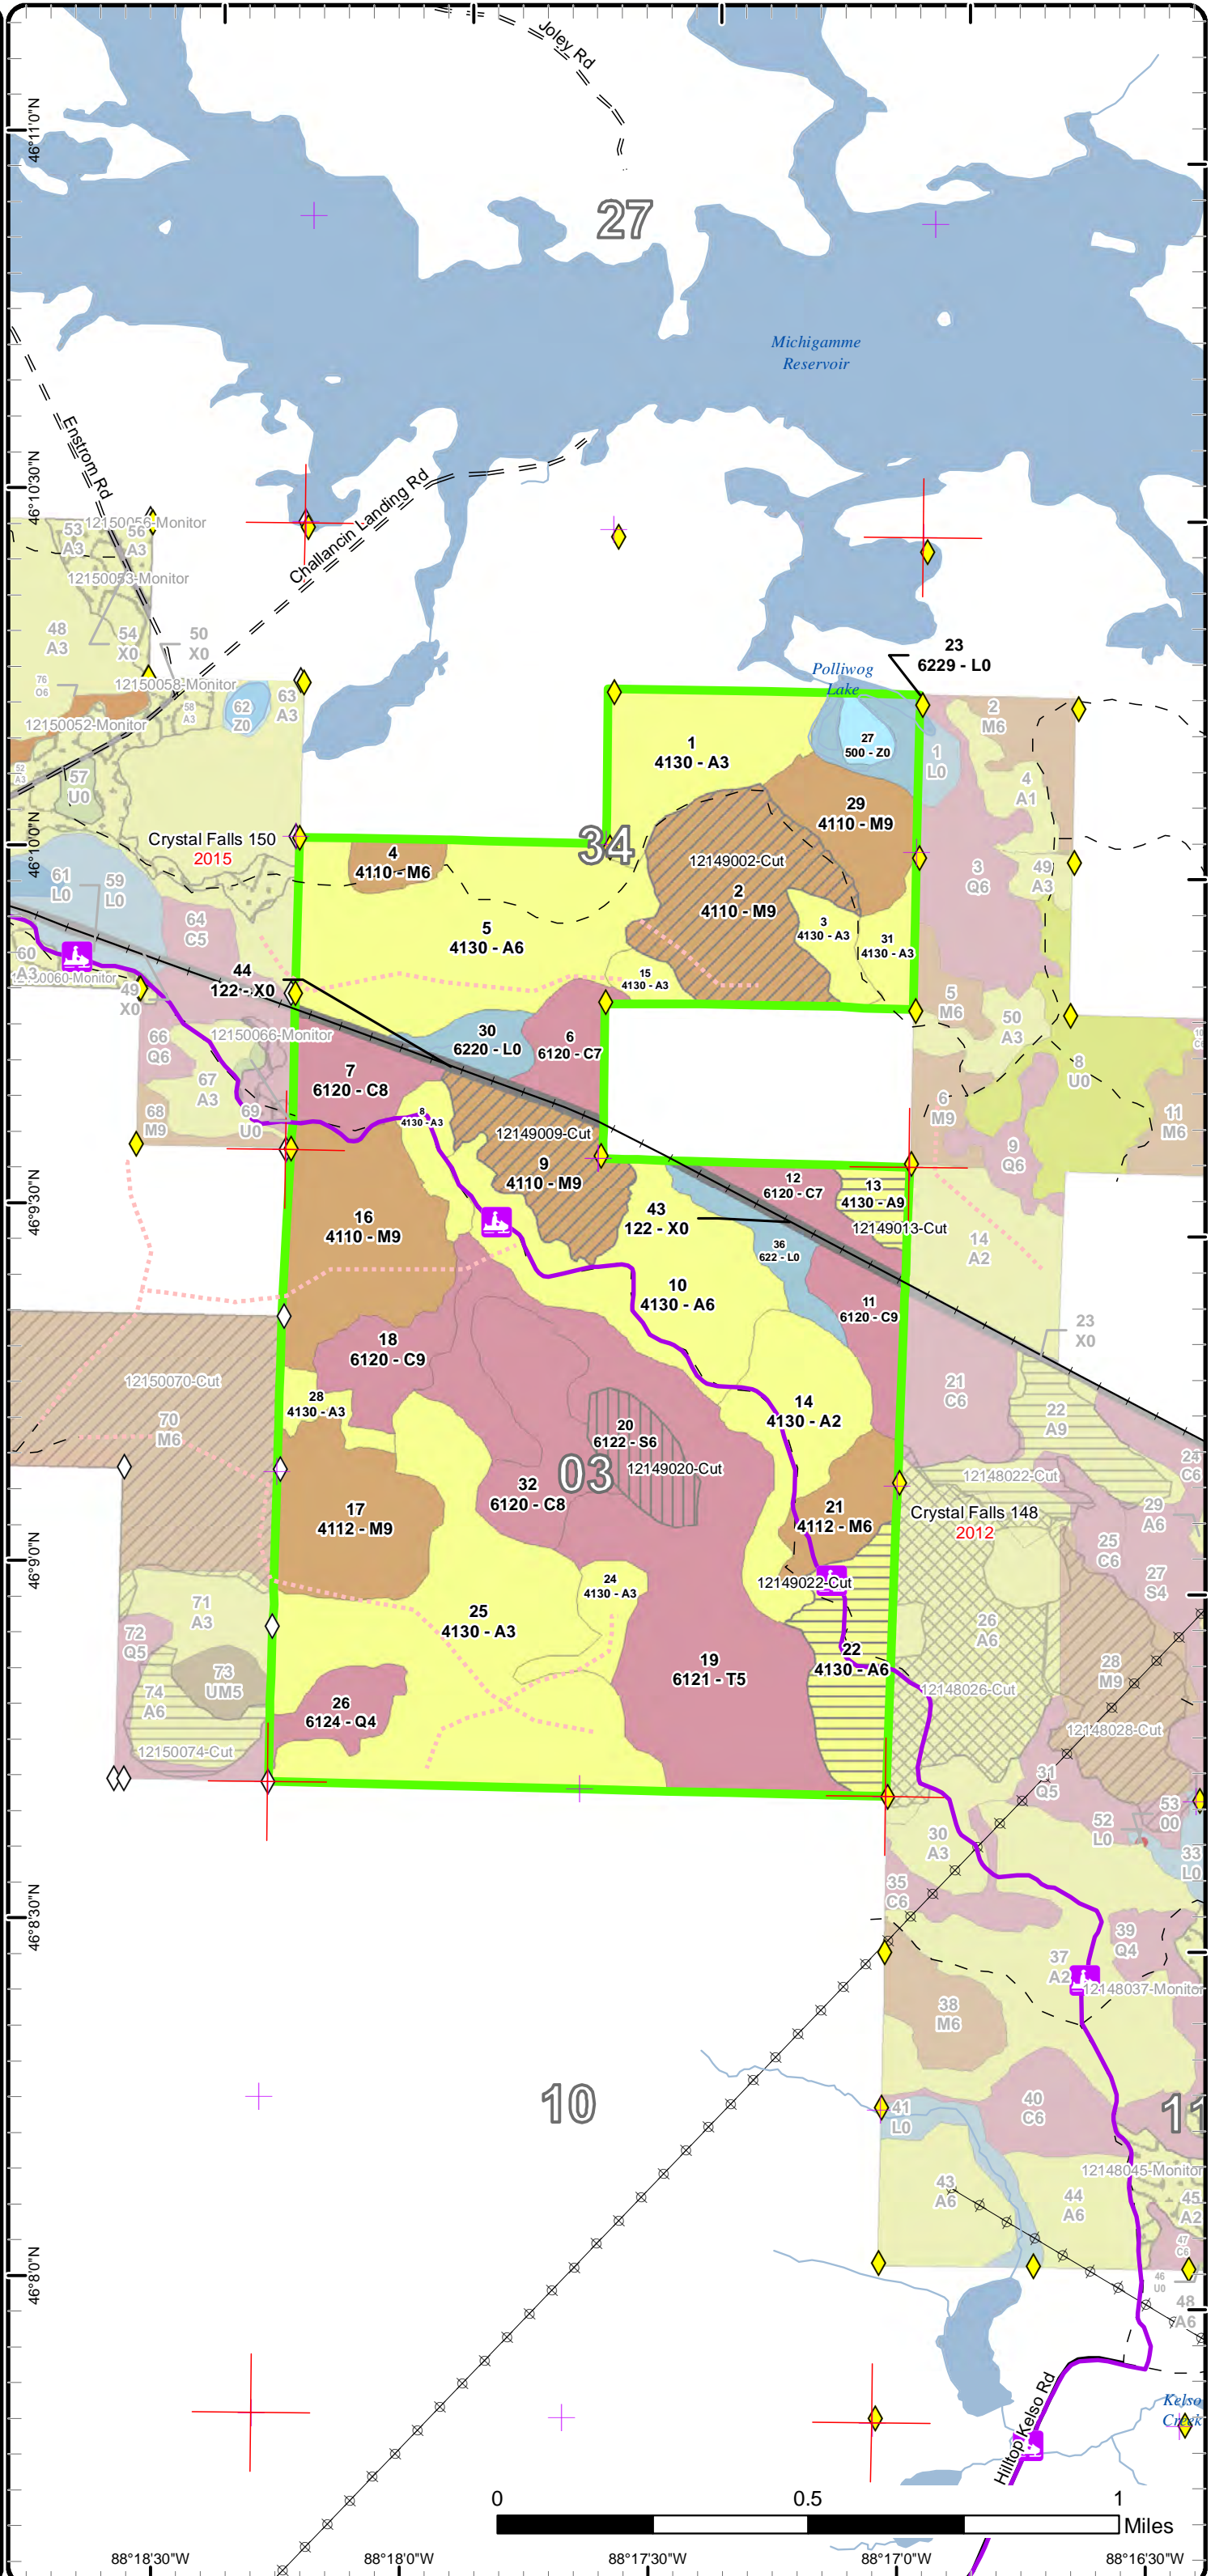 Joley Rd
46°11'0"N
27
Michigamme
Reservoir
Enstrom Rd
46°10'30"N
Challancin Landing Rd
53
A3
12150056-Monitor
56
A3
12150053-Monitor
48
A3
54
X0
50
X0
76
O6
12150058-Monitor
58
A3
62
Z0
63
A3
12150052-Monitor
52
A3
57
U0
Polliwog
Lake
23
6229 - L0
27
500 - Z0
1
4130 - A3
1
L0
2
M6
4
A1
29
4110 - M9
46°10'0"N
Crystal Falls 150
2015
34
4
4110 - M6
12149002-Cut
2
4110 - M9
3
Q6
49
A3
61
L0
59
L0
64
C5
5
4130 - A6
3
4130 - A3
31
4130 - A3
60
A3
12150060-Monitor
49
X0
44
122 - X0
15
4130 - A3
5
M6
50
A3
66
Q6
12150066-Monitor
30
6220 - L0
6
6120 - C7
8
U0
7
6120 - C8
67
A3
68
M9
69
U0
8
4130 - A3
12149009-Cut
6
M9
11
M6
9
Q6
9
4110 - M9
46°9'30"N
12
6120 - C7
13
4130 - A9
12149013-Cut
16
4110 - M9
43
122 - X0
36
622 - L0
14
A2
10
4130 - A6
11
6120 - C9
23
X0
18
6120 - C9
12150070-Cut
70
M6
28
4130 - A3
21
C6
14
4130 - A2
22
A9
20
6122 - S6
12149020-Cut
03
32
6120 - C8
12148022-Cut
24
C6
17
4112 - M9
21
4112 - M6
Crystal Falls 148
2012
29
A6
25
C6
46°9'0"N
27
S4
24
4130 - A3
12149022-Cut
71
A3
25
4130 - A3
26
A6
72
Q5
73
UM5
22
4130 - A6
19
6121 - T5
28
M9
74
A6
12148026-Cut
26
6124 - Q4
12148028-Cut
12150074-Cut
31
Q5
53
00
52
L0
30
A3
33
L0
35
C6
46°8'30"N
39
Q4
37
A2
12148037-Monitor
38
M6
10
40
C6
41
L0
11
12148045-Monitor
43
A6
44
A6
45
A2
47
C6
46°8'0"N
46
U0
48
A6
Hilltop Kelso Rd
Kelso
Creek
0
0.5
1
Miles
88°18'30"W
88°18'0"W
88°17'30"W
88°17'0"W
88°16'30"W